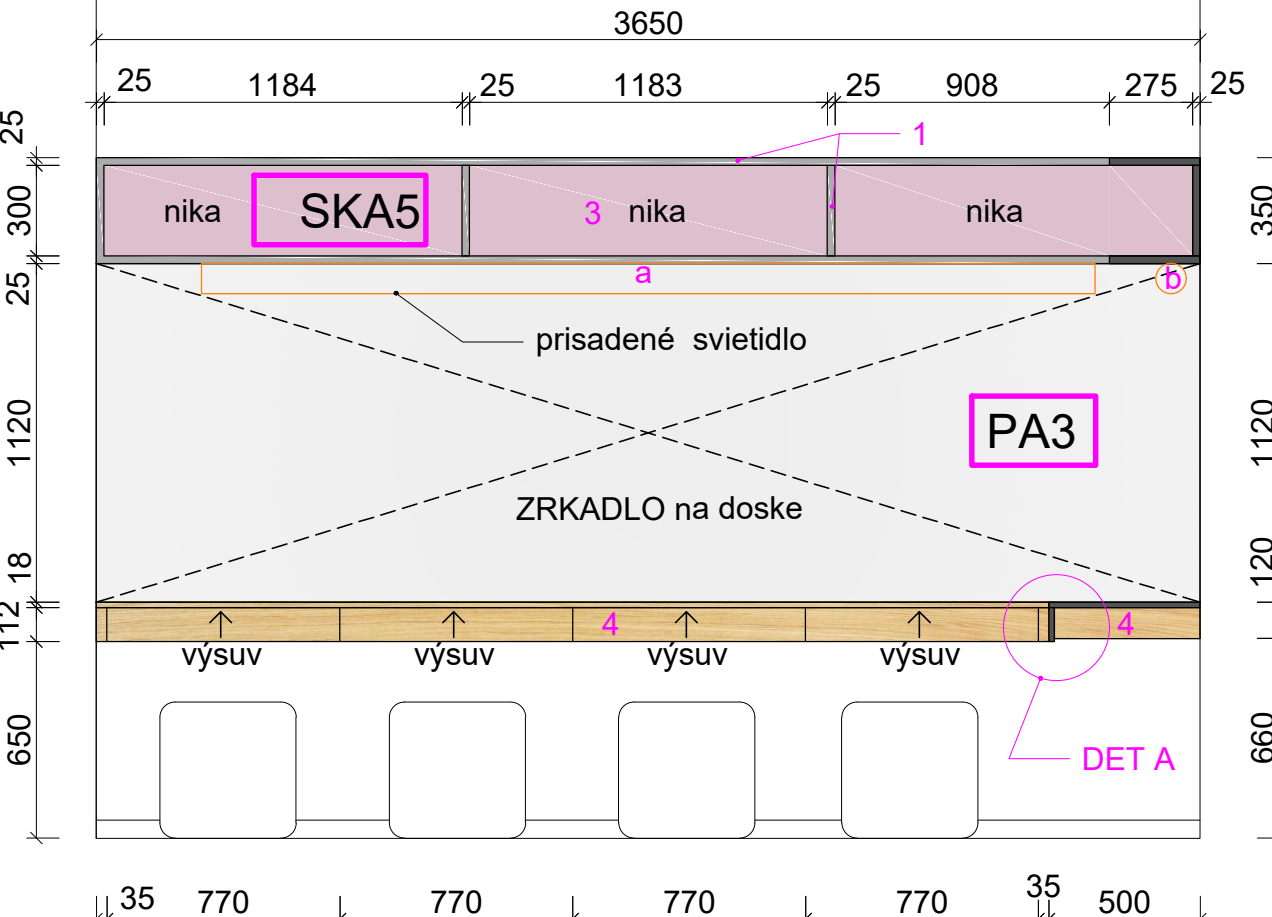 3650
25 1184 25 1183 25 908 275 25
1
25
300
25
1120
18
112
650
nika
SKA5
3 nika
nika
a
b
prisadené svietidlo
PA3
ZRKADLO na doske
4
4
výsuv výsuv výsuv výsuv
DET A
350
1120
120
660
35 770 770 770 770 35 500